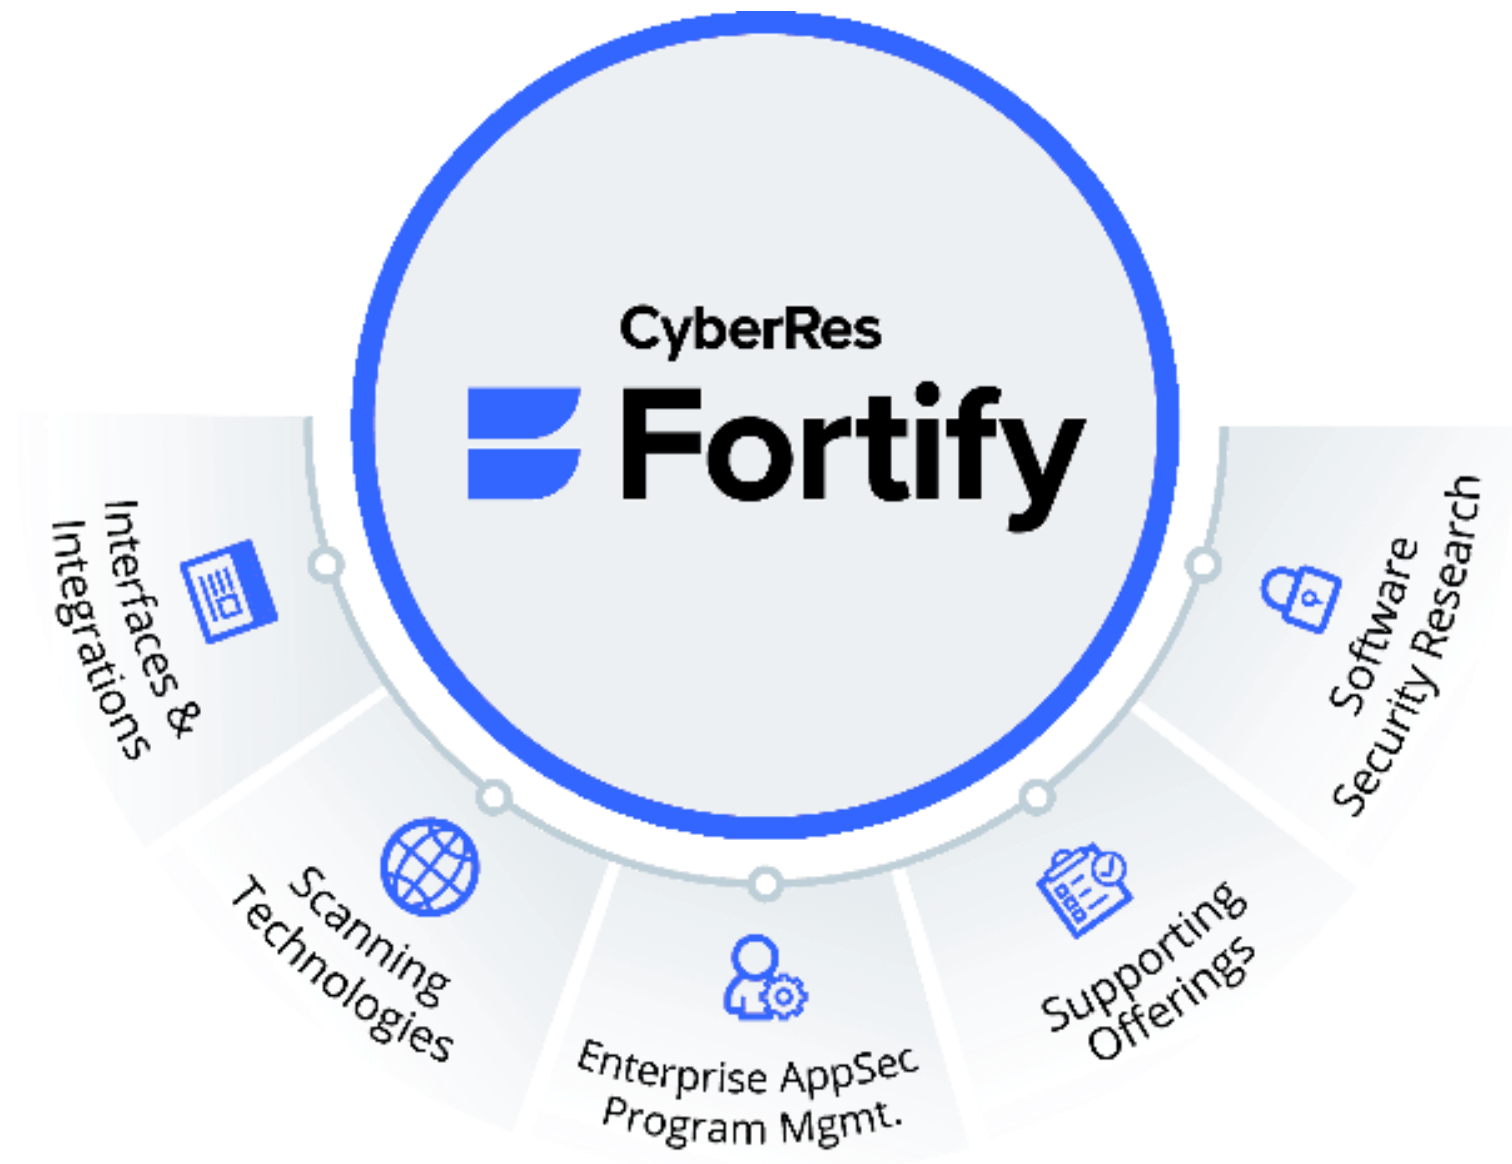 CyberRes
Fortify
Interfaces &
Integrations
Scanning
Technologies
Enterprise AppSec
Program Mgmt.
Supporting
Offerings
Software
Security Research